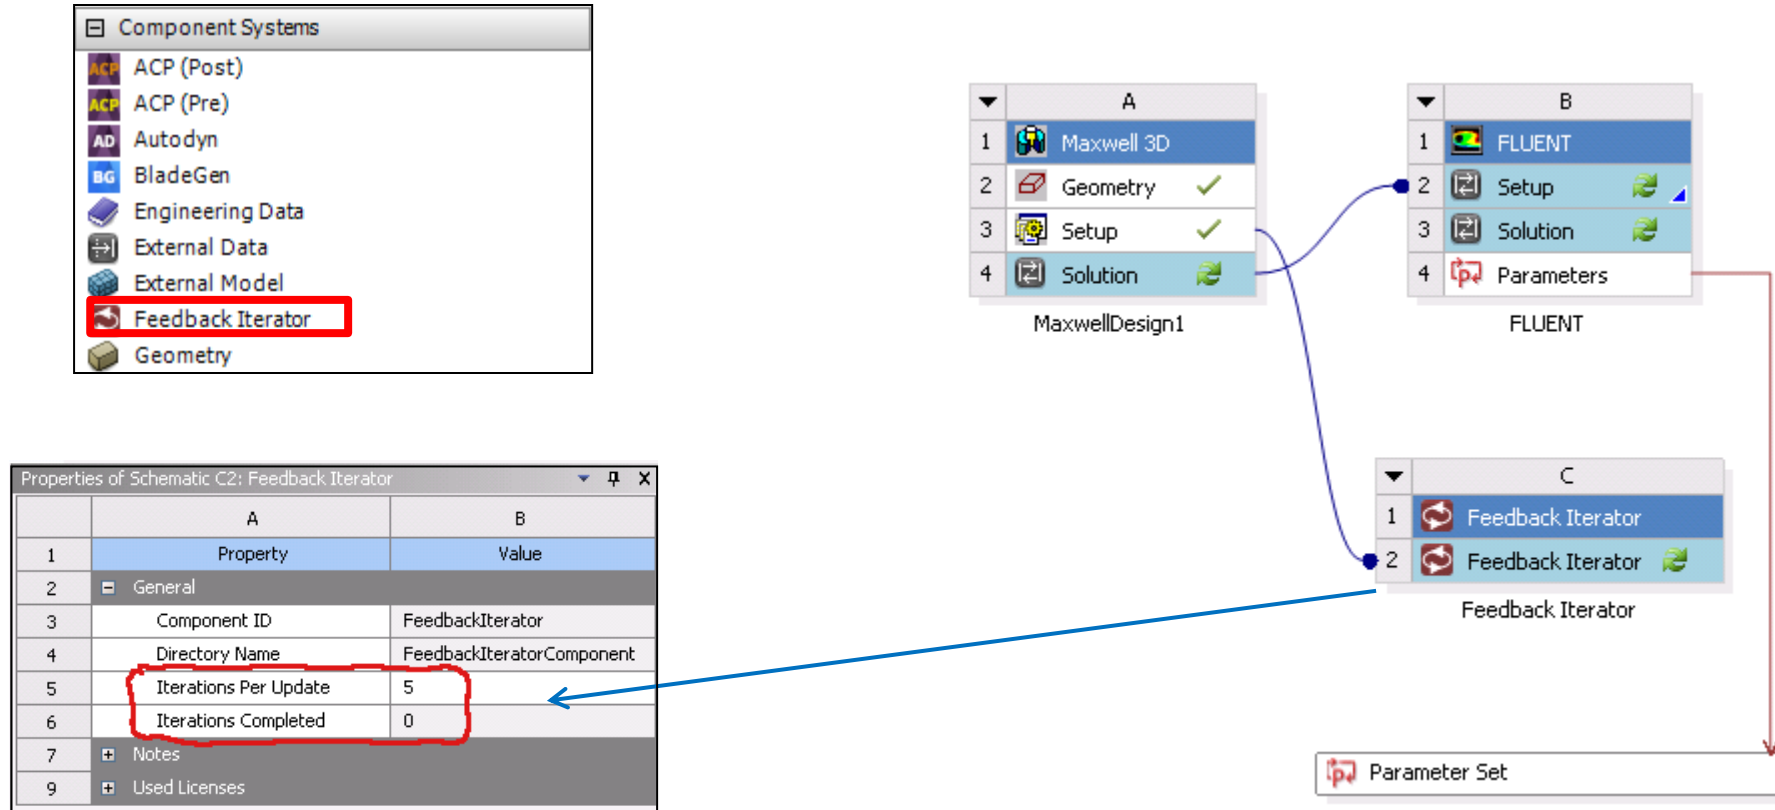 Component Systems
ACP ACP (Post)
ACP ACP (Pre)
AD Autodyn
BG BladeGen
Engineering Data
External Data
External Model
Feedback Iterator
Geometry
A
1 Maxwell 3D
2 Geometry
3 Setup
4 Solution
MaxwellDesign1
B
1 FLUENT
2 Setup
3 Solution
4 Parameters
FLUENT
C
1 Feedback Iterator
2 Feedback Iterator
Feedback Iterator
Parameter Set
Properties of Schematic C2: Feedback Iterator
A B
1 Property Value
2 General
3 Component ID FeedbackIterator
4 Directory Name FeedbackIteratorComponent
5 Iterations Per Update 5
6 Iterations Completed 0
7 Notes
9 Used Licenses